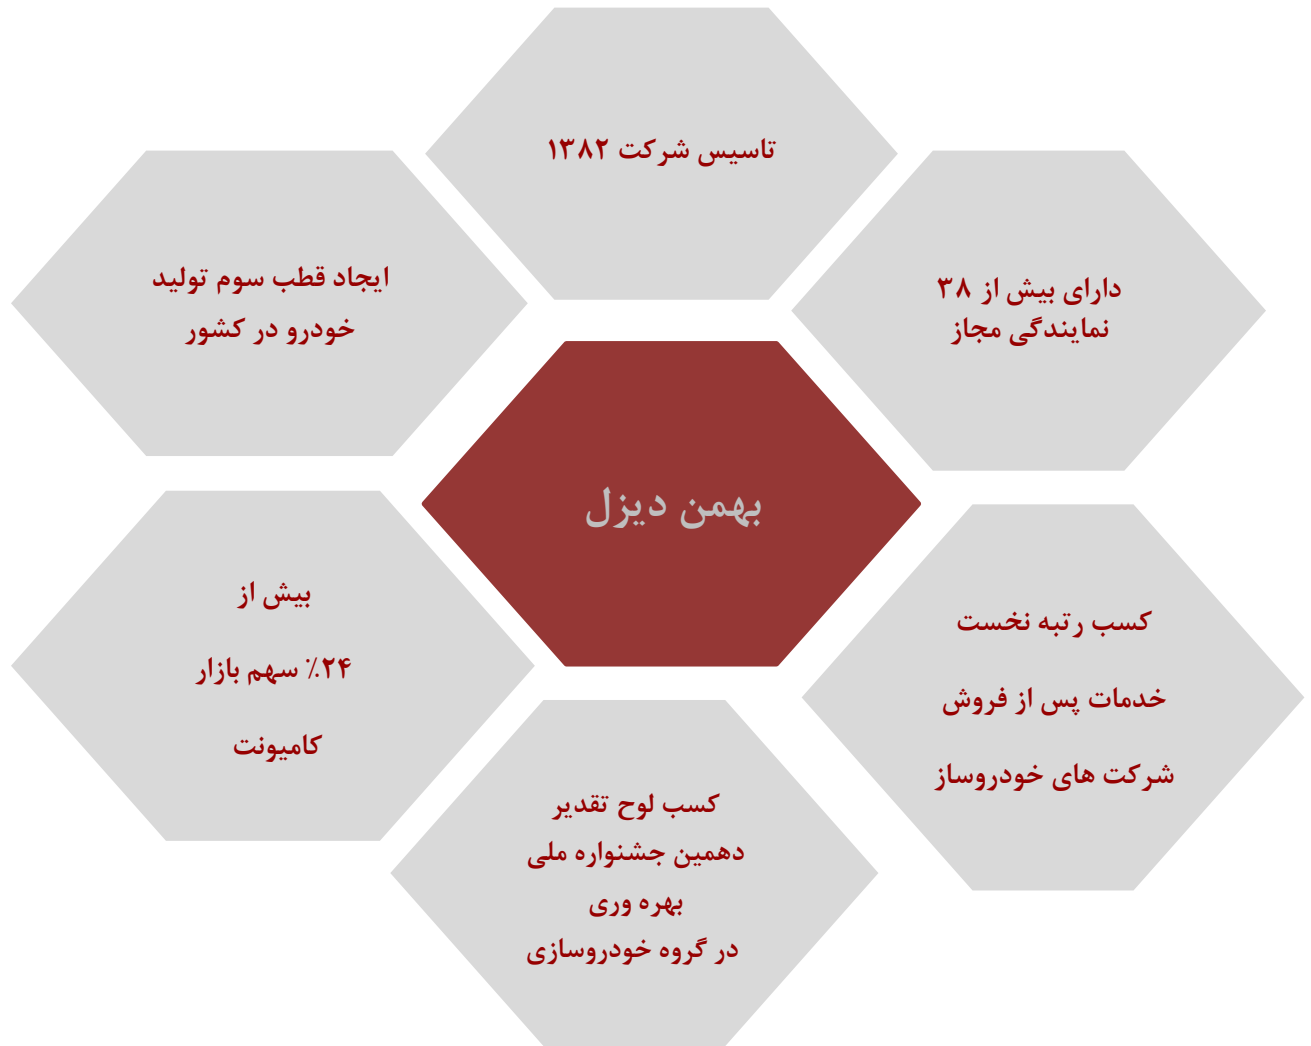 تاسیس شرکت ۱۳۸۲
دارای بیش از ۳۸
نمایندگی مجاز
ایجاد قطب سوم تولید
خودرو در کشور
بهمن دیزل
کسب رتبه نخست
خدمات پس از فروش
شرکت های خودروساز
بیش از
۲۴٪ سهم بازار
کامیونت
کسب لوح تقدیر
دهمین جشنواره ملی
بهره وری
در گروه خودروسازی